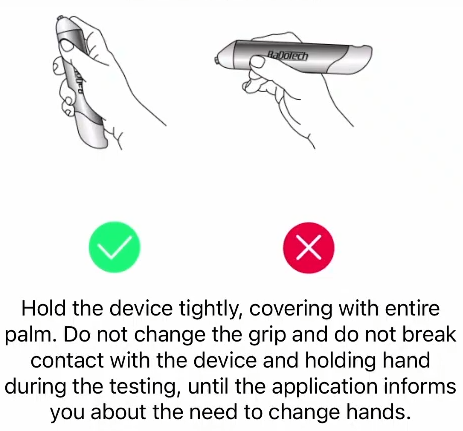 RaDoTech
Hold the device tightly, covering with entire
palm. Do not change the grip and do not break
contact with the device and holding hand
during the testing, until the application informs
you about the need to change hands.